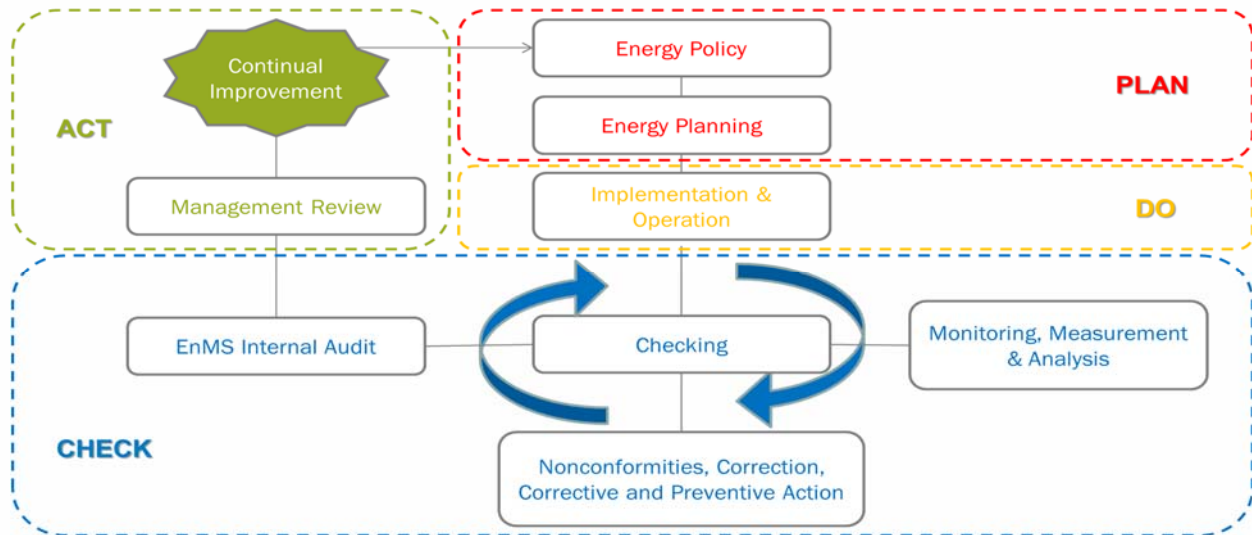 Continual
Improvement
ACT
Management Review
Energy Policy
PLAN
Energy Planning
Implementation &
Operation
DO
EnMS Internal Audit
Checking
Monitoring, Measurement
& Analysis
CHECK
Nonconformities, Correction,
Corrective and Preventive Action